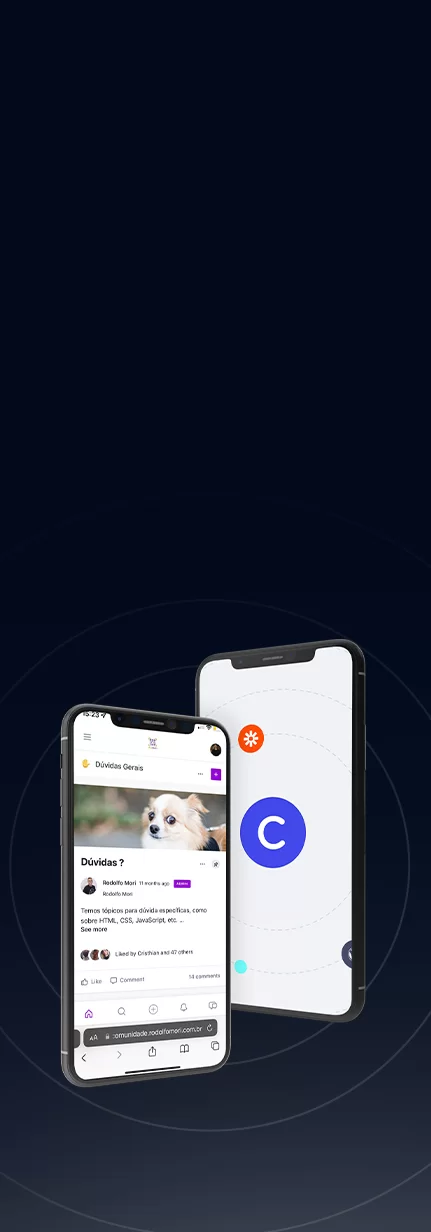 15:23
Dúvidas Gerais
Dúvidas ?
Rodolfo Mori 11 months ago
Rodolfo Mori
Temos tópicos para dúvida específicas, como
sobre HTML, CSS, JavaScript, etc. ...
See more
Liked by Cristhian and 47 others
Like Comment 14 comments
AA comunidade.rodolfomori.com.br
C